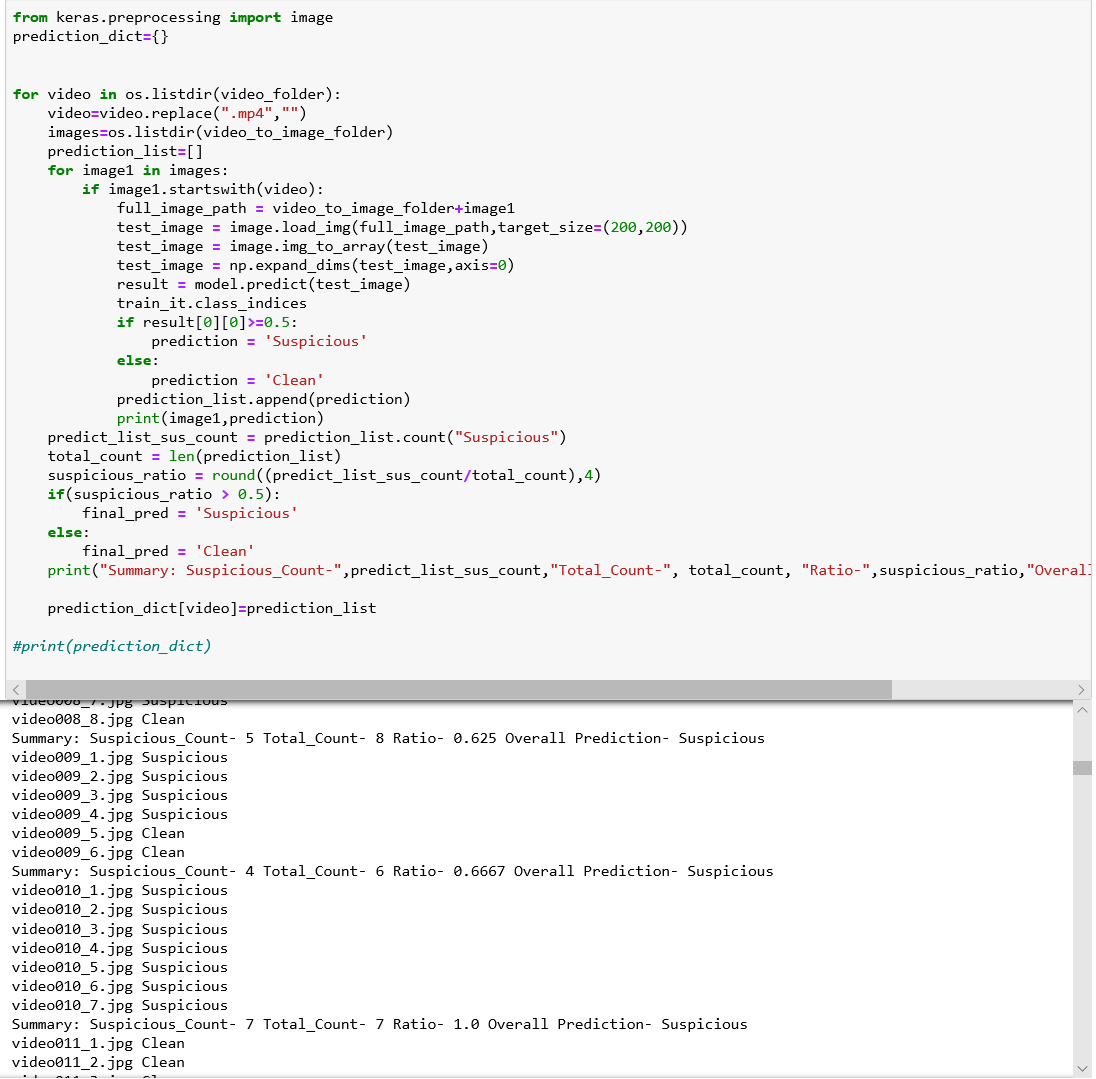 from keras.preprocessing import image
prediction_dict={}
for video in os.listdir(video_folder):
    video=video.replace(".mp4","")
    images=os.listdir(video_to_image_folder)
    prediction_list=[]
    for image1 in images:
        if image1.startswith(video):
            full_image_path = video_to_image_folder+image1
            test_image = image.load_img(full_image_path,target_size=(200,200))
            test_image = image.img_to_array(test_image)
            test_image = np.expand_dims(test_image,axis=0)
            result = model.predict(test_image)
            train_it.class_indices
            if result[0][0]>=0.5:
                prediction = 'Suspicious'
            else:
                prediction = 'Clean'
            prediction_list.append(prediction)
            print(image1,prediction)
    predict_list_sus_count = prediction_list.count("Suspicious")
    total_count = len(prediction_list)
    suspicious_ratio = round((predict_list_sus_count/total_count),4)
    if(suspicious_ratio > 0.5):
        final_pred = 'Suspicious'
    else:
        final_pred = 'Clean'
    print("Summary: Suspicious_Count-",predict_list_sus_count,"Total_Count-", total_count, "Ratio-",suspicious_ratio,"Overall
    prediction_dict[video]=prediction_list
#print(prediction_dict)
video008_7.jpg Suspicious
video008_8.jpg Clean
Summary: Suspicious_Count- 5 Total_Count- 8 Ratio- 0.625 Overall Prediction- Suspicious
video009_1.jpg Suspicious
video009_2.jpg Suspicious
video009_3.jpg Suspicious
video009_4.jpg Suspicious
video009_5.jpg Clean
video009_6.jpg Clean
Summary: Suspicious_Count- 4 Total_Count- 6 Ratio- 0.6667 Overall Prediction- Suspicious
video010_1.jpg Suspicious
video010_2.jpg Suspicious
video010_3.jpg Suspicious
video010_4.jpg Suspicious
video010_5.jpg Suspicious
video010_6.jpg Suspicious
video010_7.jpg Suspicious
Summary: Suspicious_Count- 7 Total_Count- 7 Ratio- 1.0 Overall Prediction- Suspicious
video011_1.jpg Clean
video011_2.jpg Clean